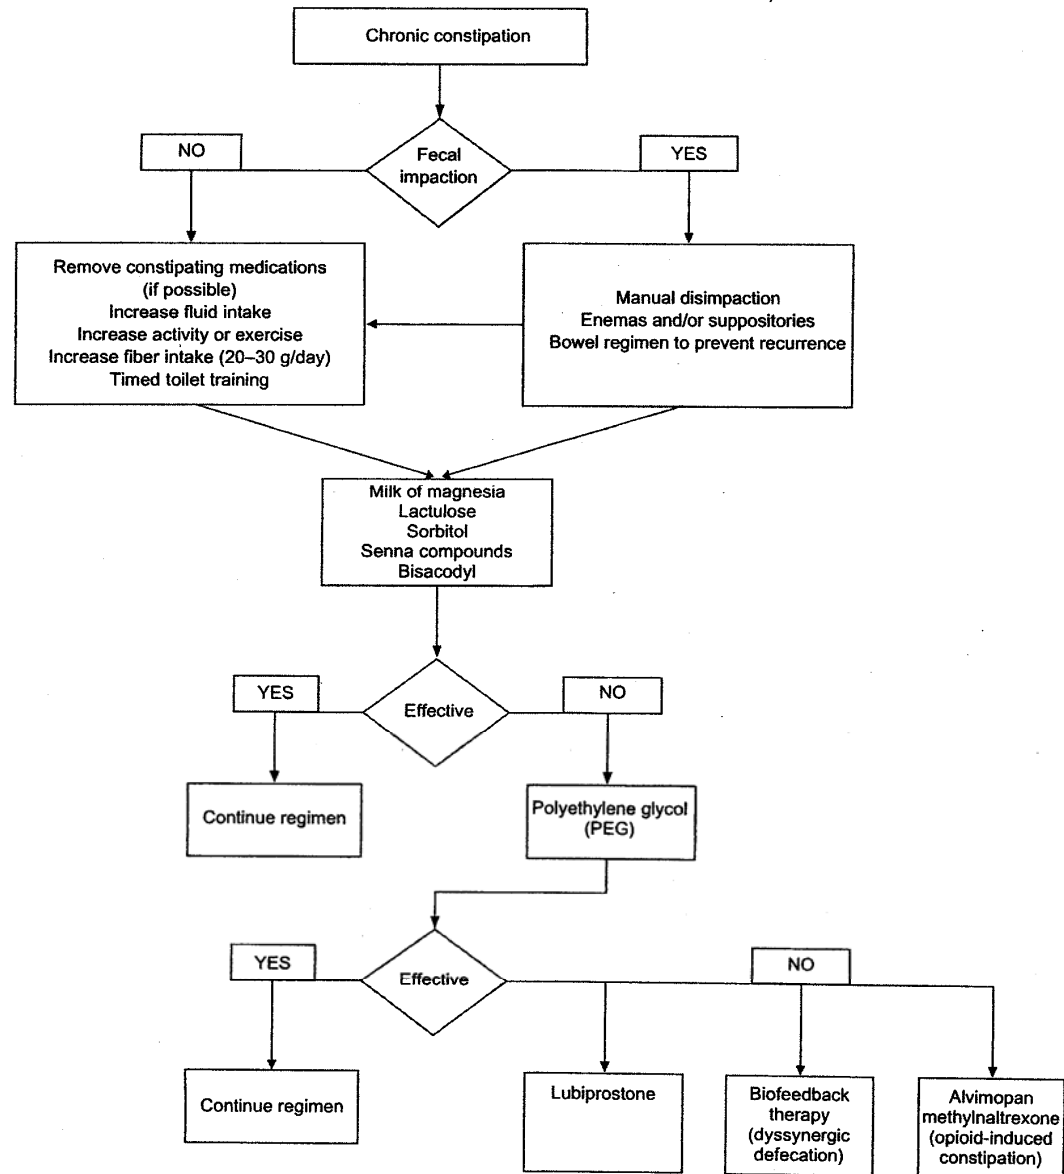 Chronic constipation
NO
Fecal
impaction
YES
Remove constipating medications
(if possible)
Increase fluid intake
Increase activity or exercise
Increase fiber intake (20–30 g/day)
Timed toilet training
Manual disimpaction
Enemas and/or suppositories
Bowel regimen to prevent recurrence
Milk of magnesia
Lactulose
Sorbitol
Senna compounds
Bisacodyl
YES
Effective
NO
Continue regimen
Polyethylene glycol
(PEG)
YES
Effective
NO
Continue regimen
Lubiprostone
Biofeedback
therapy
(dyssynergic
defecation)
Alvimopan
methylnaltrexone
(opioid-induced
constipation)